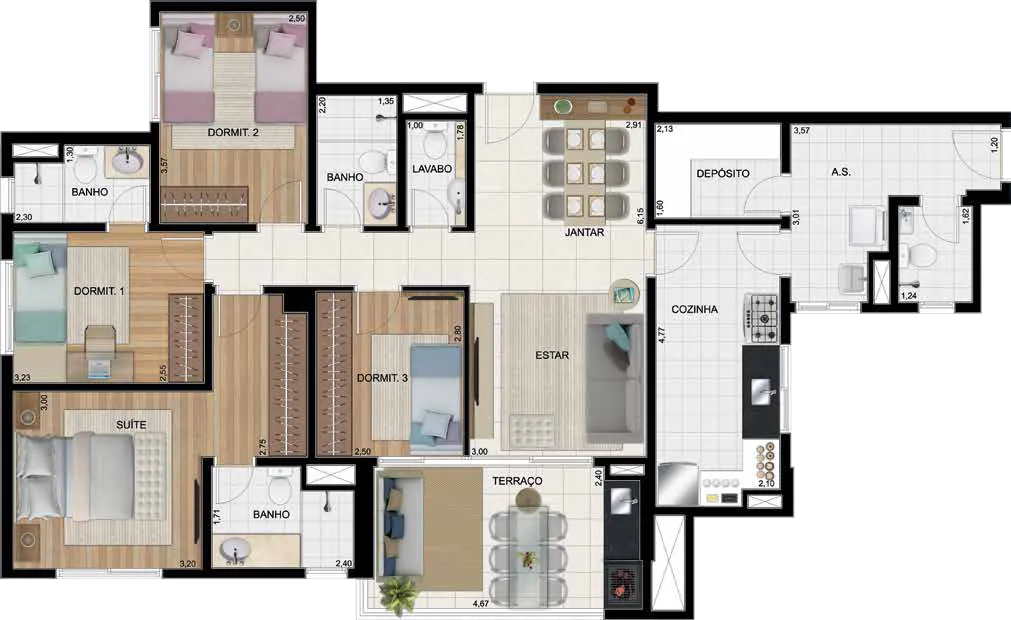 2,50
DORMIT. 2
3,57
2,20
1,35
BANHO
1,00
1,78
LAVABO
2,91
6,15
JANTAR
2,13
DEPÓSITO
1,60
3,57
A.S.
3,01
1,20
1,62
1,24
1,30
BANHO
2,30
DORMIT. 1
3,23
2,55
COZINHA
4,77
2,10
ESTAR
3,00
2,80
DORMIT. 3
2,50
3,00
SUÍTE
2,75
3,20
1,71
BANHO
2,40
TERRAÇO
2,40
4,67